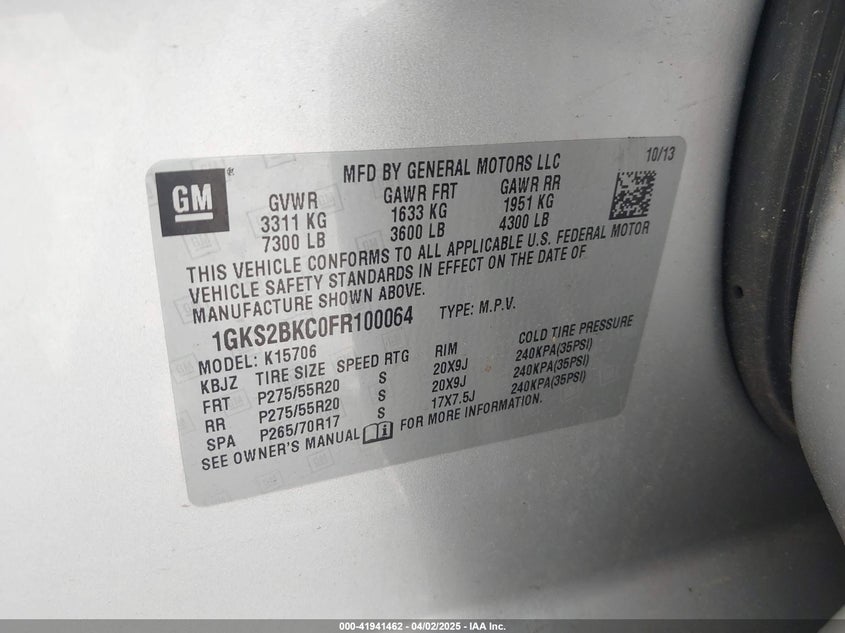 GM
MFD BY GENERAL MOTORS LLC 10/13
GVWR GAWR FRT GAWR RR
3311 KG 1633 KG 1951 KG
7300 LB 3600 LB 4300 LB
THIS VEHICLE CONFORMS TO ALL APPLICABLE U.S. FEDERAL MOTOR
VEHICLE SAFETY STANDARDS IN EFFECT ON THE DATE OF
MANUFACTURE SHOWN ABOVE.
1GKS2BKC0FR100064 TYPE: M.P.V.
MODEL: K15706
KBJZ TIRE SIZE SPEED RTG RIM COLD TIRE PRESSURE
FRT P275/55R20 S 20X9J 240KPA(35PSI)
RR P275/55R20 S 20X9J 240KPA(35PSI)
SPA P265/70R17 S 17X7.5J 240KPA(35PSI)
SEE OWNER'S MANUAL i FOR MORE INFORMATION.
000-41941462 - 04/02/2025 - IAA Inc.